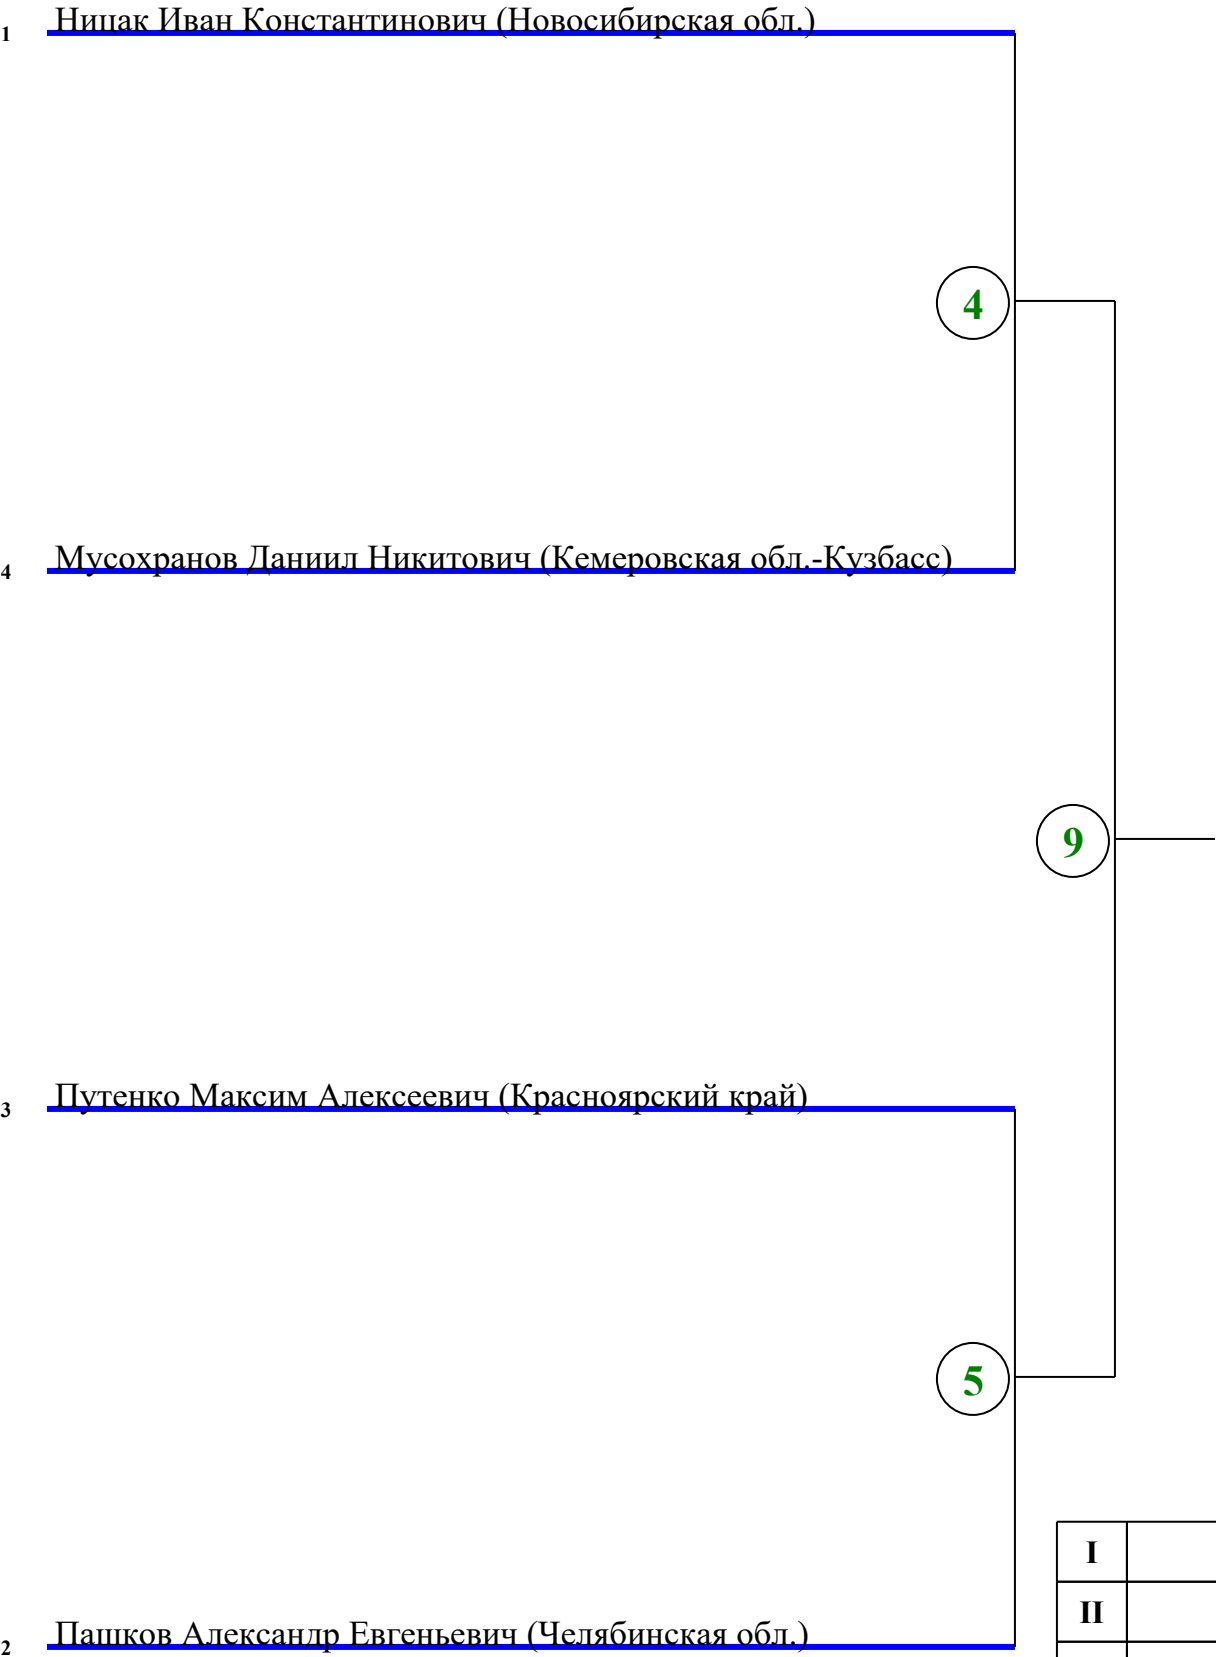 1 Ницак Иван Константинович (Новосибирская обл.)
4
4 Мусохранов Даниил Никитович (Кемеровская обл.-Кузбасс)
9
3 Путенко Максим Алексеевич (Красноярский край)
5
I
II
2 Пашков Александр Евгеньевич (Челябинская обл.)